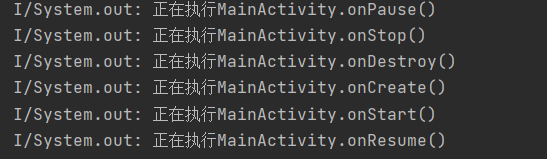 I/System.out: 正在执行MainActivity.onPause()
I/System.out: 正在执行MainActivity.onStop()
I/System.out: 正在执行MainActivity.onDestroy()
I/System.out: 正在执行MainActivity.onCreate()
I/System.out: 正在执行MainActivity.onStart()
I/System.out: 正在执行MainActivity.onResume()